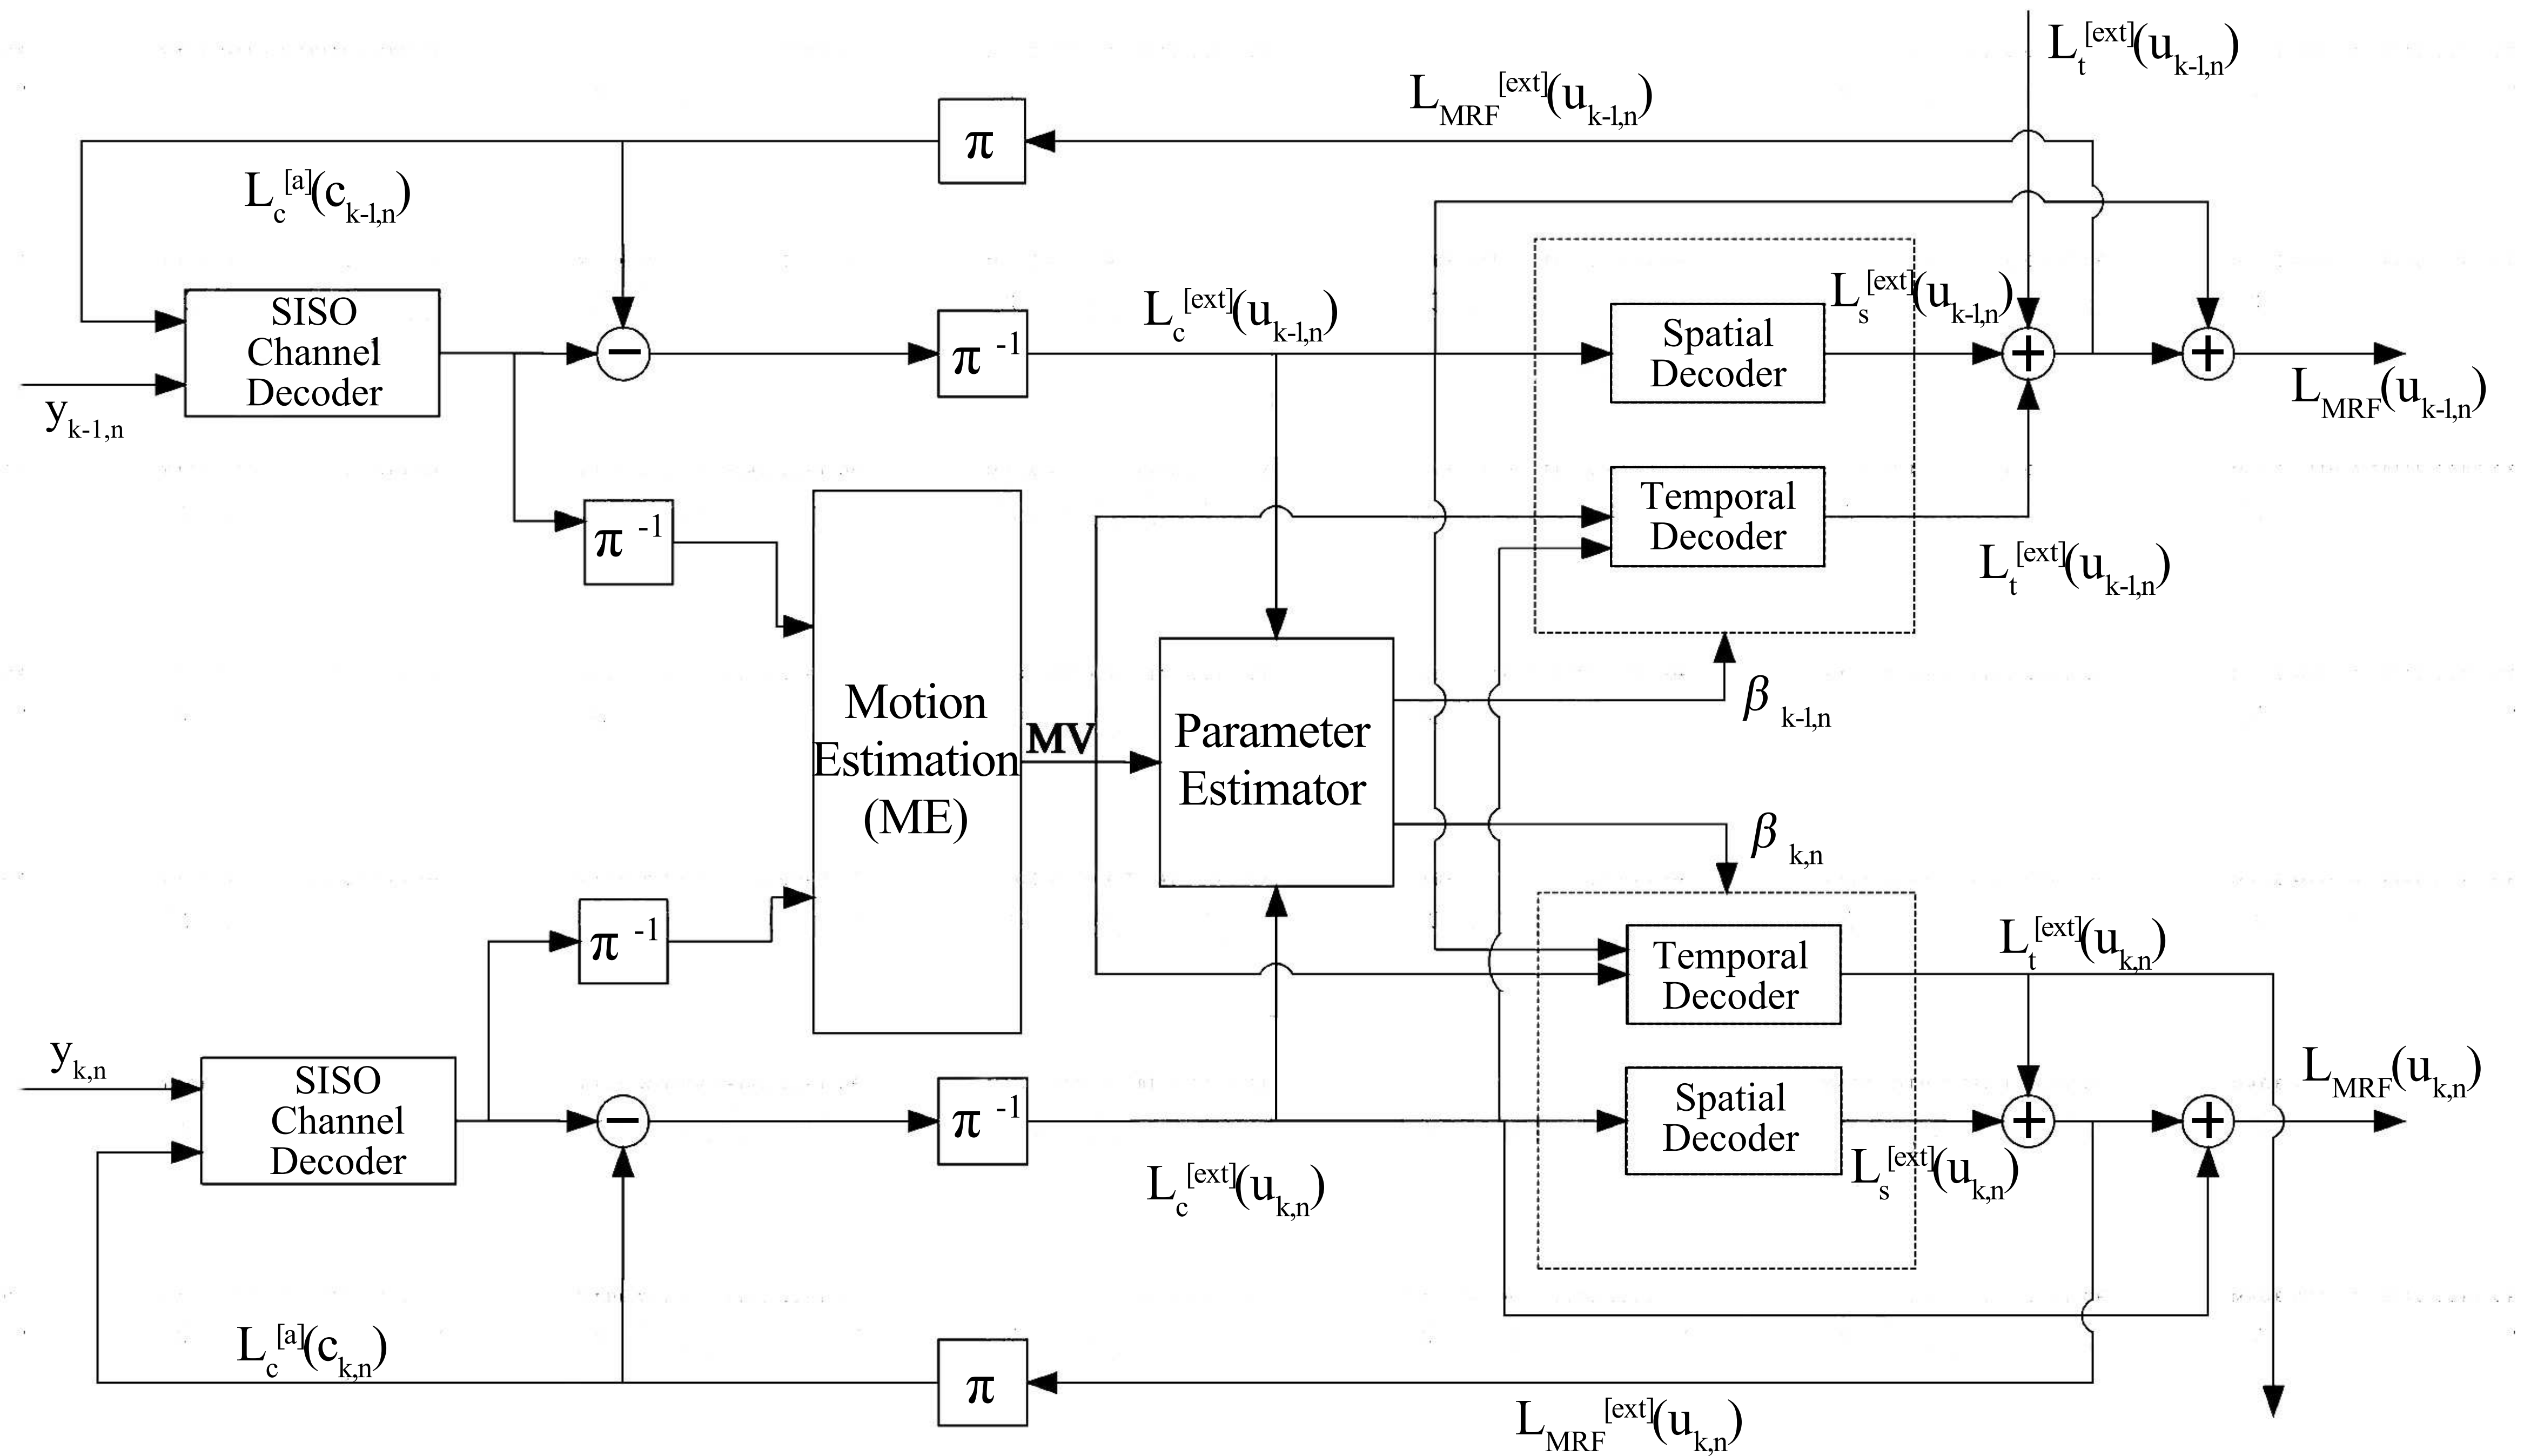 L_t^[ext](u_k-l,n)
L_MRF^[ext](u_k-l,n)
π
L_c^[a](c_k-l,n)
SISO
Channel
Decoder
y_k-1,n
−
π -1
L_c^[ext](u_k-l,n)
Spatial
Decoder
L_s^[ext](u_k-l,n)
+
+
L_MRF(u_k-l,n)
Temporal
Decoder
L_t^[ext](u_k-l,n)
π -1
Motion
Estimation
(ME)
MV
Parameter
Estimator
β k-l,n
β k,n
π -1
Temporal
Decoder
L_t^[ext](u_k,n)
y_k,n
SISO
Channel
Decoder
−
π -1
L_c^[ext](u_k,n)
Spatial
Decoder
L_s^[ext](u_k,n)
+
+
L_MRF(u_k,n)
L_c^[a](c_k,n)
π
L_MRF^[ext](u_k,n)